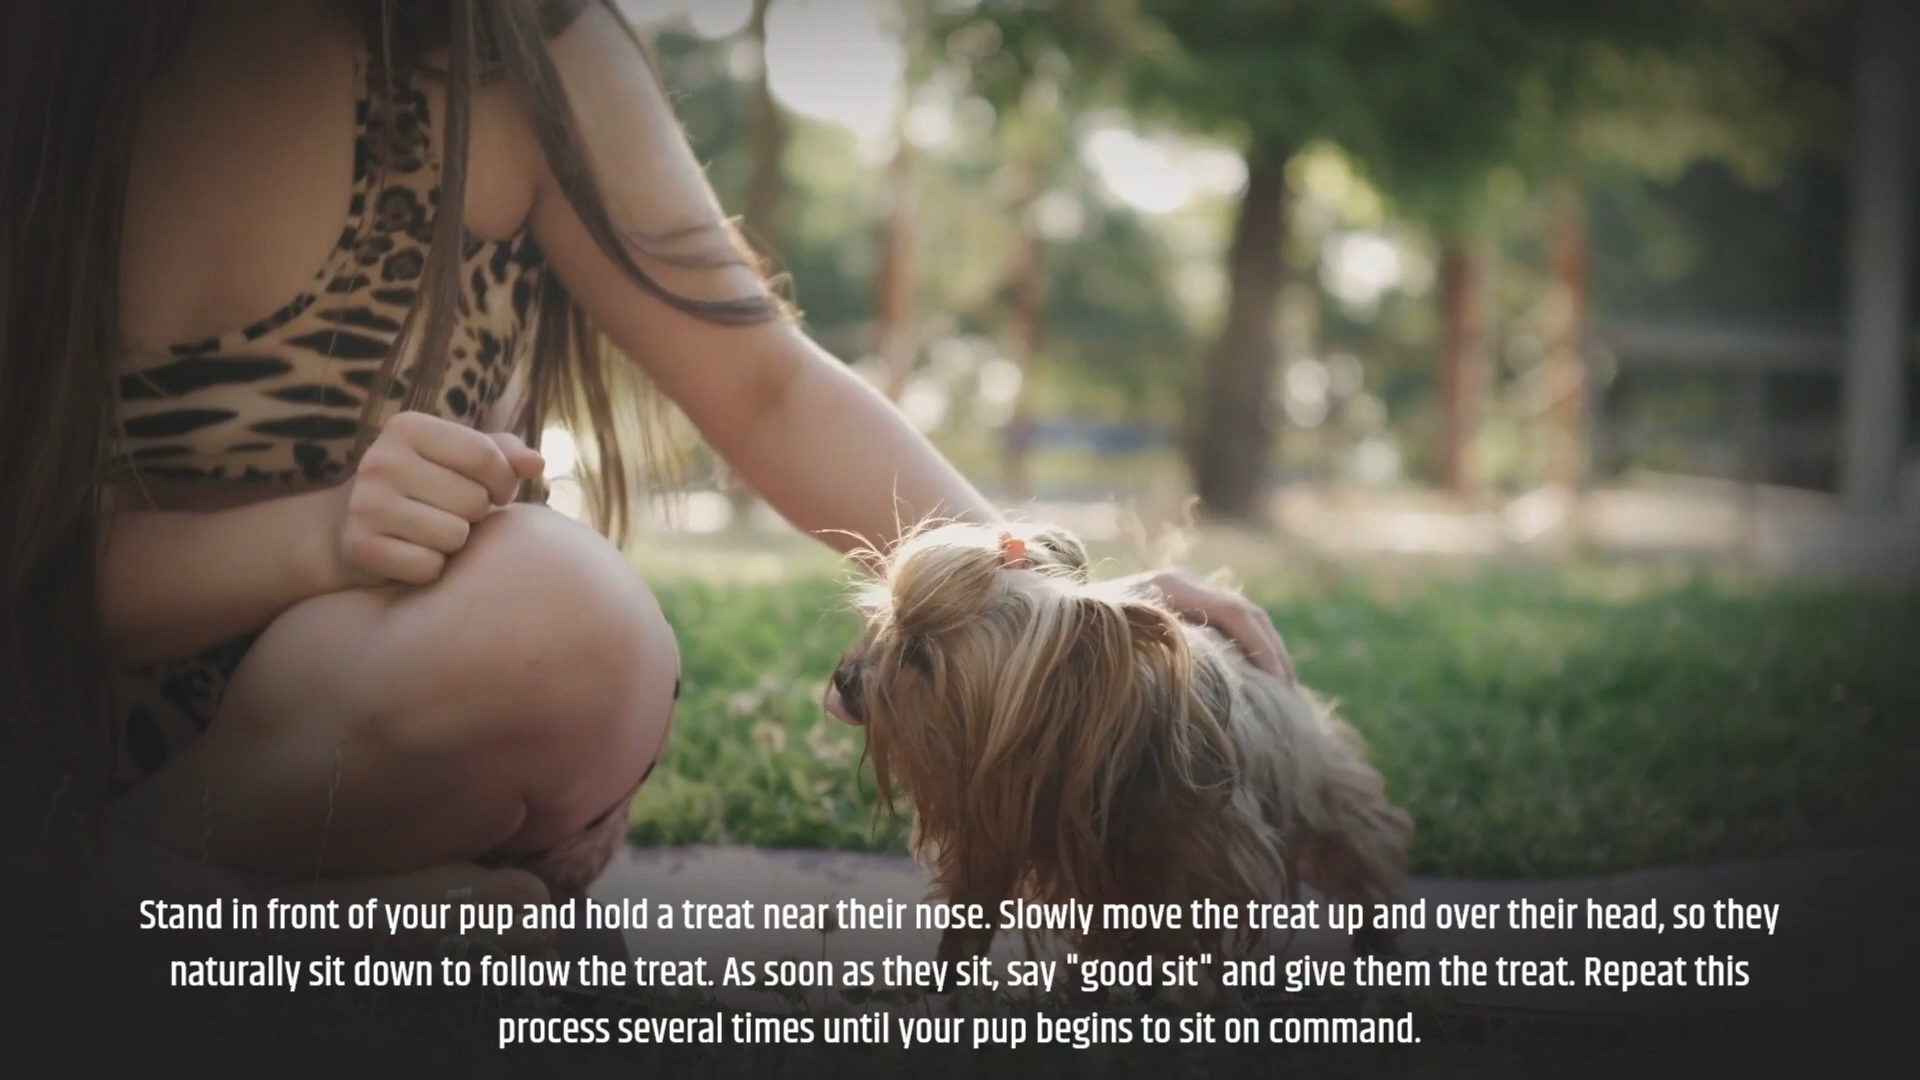 Stand in front of your pup and hold a treat near their nose. Slowly move the treat up and over their head, so they
naturally sit down to follow the treat. As soon as they sit, say "good sit" and give them the treat. Repeat this
process several times until your pup begins to sit on command.